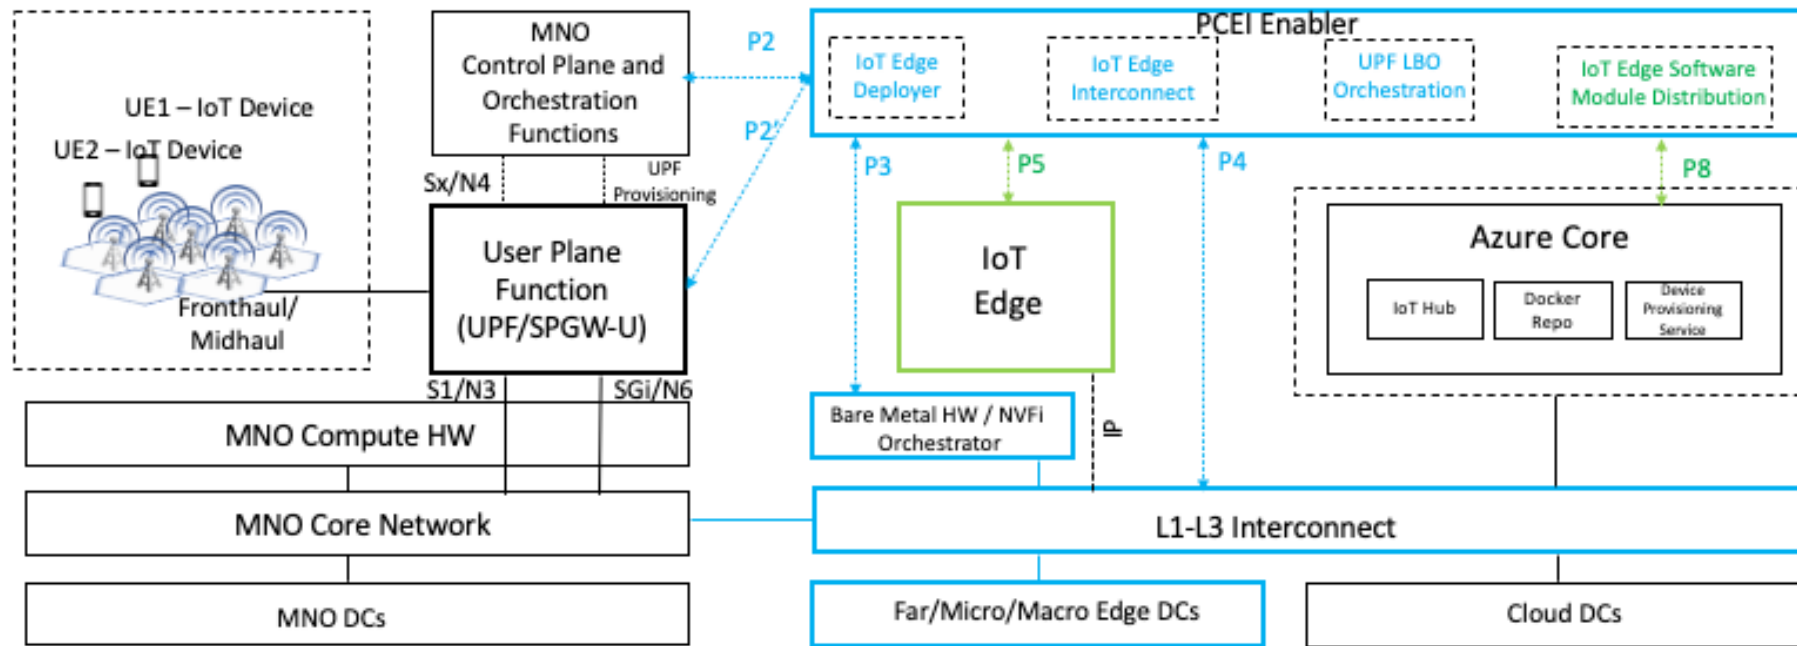 MNO
Control Plane and
Orchestration
Functions
P2
P2'
PCEI Enabler
IoT Edge
Deployer
IoT Edge
Interconnect
UPF LBO
Orchestration
IoT Edge Software
Module Distribution
UE1 – IoT Device
UE2 – IoT Device
Fronthaul/
Midhaul
Sx/N4
UPF
Provisioning
P3
P5
P4
P8
User Plane
Function
(UPF/SPGW-U)
IoT
Edge
Azure Core
IoT Hub
Docker
Repo
Device
Provisioning
Service
S1/N3
SGi/N6
MNO Compute HW
Bare Metal HW / NVFi
Orchestrator
IP
MNO Core Network
L1-L3 Interconnect
MNO DCs
Far/Micro/Macro Edge DCs
Cloud DCs